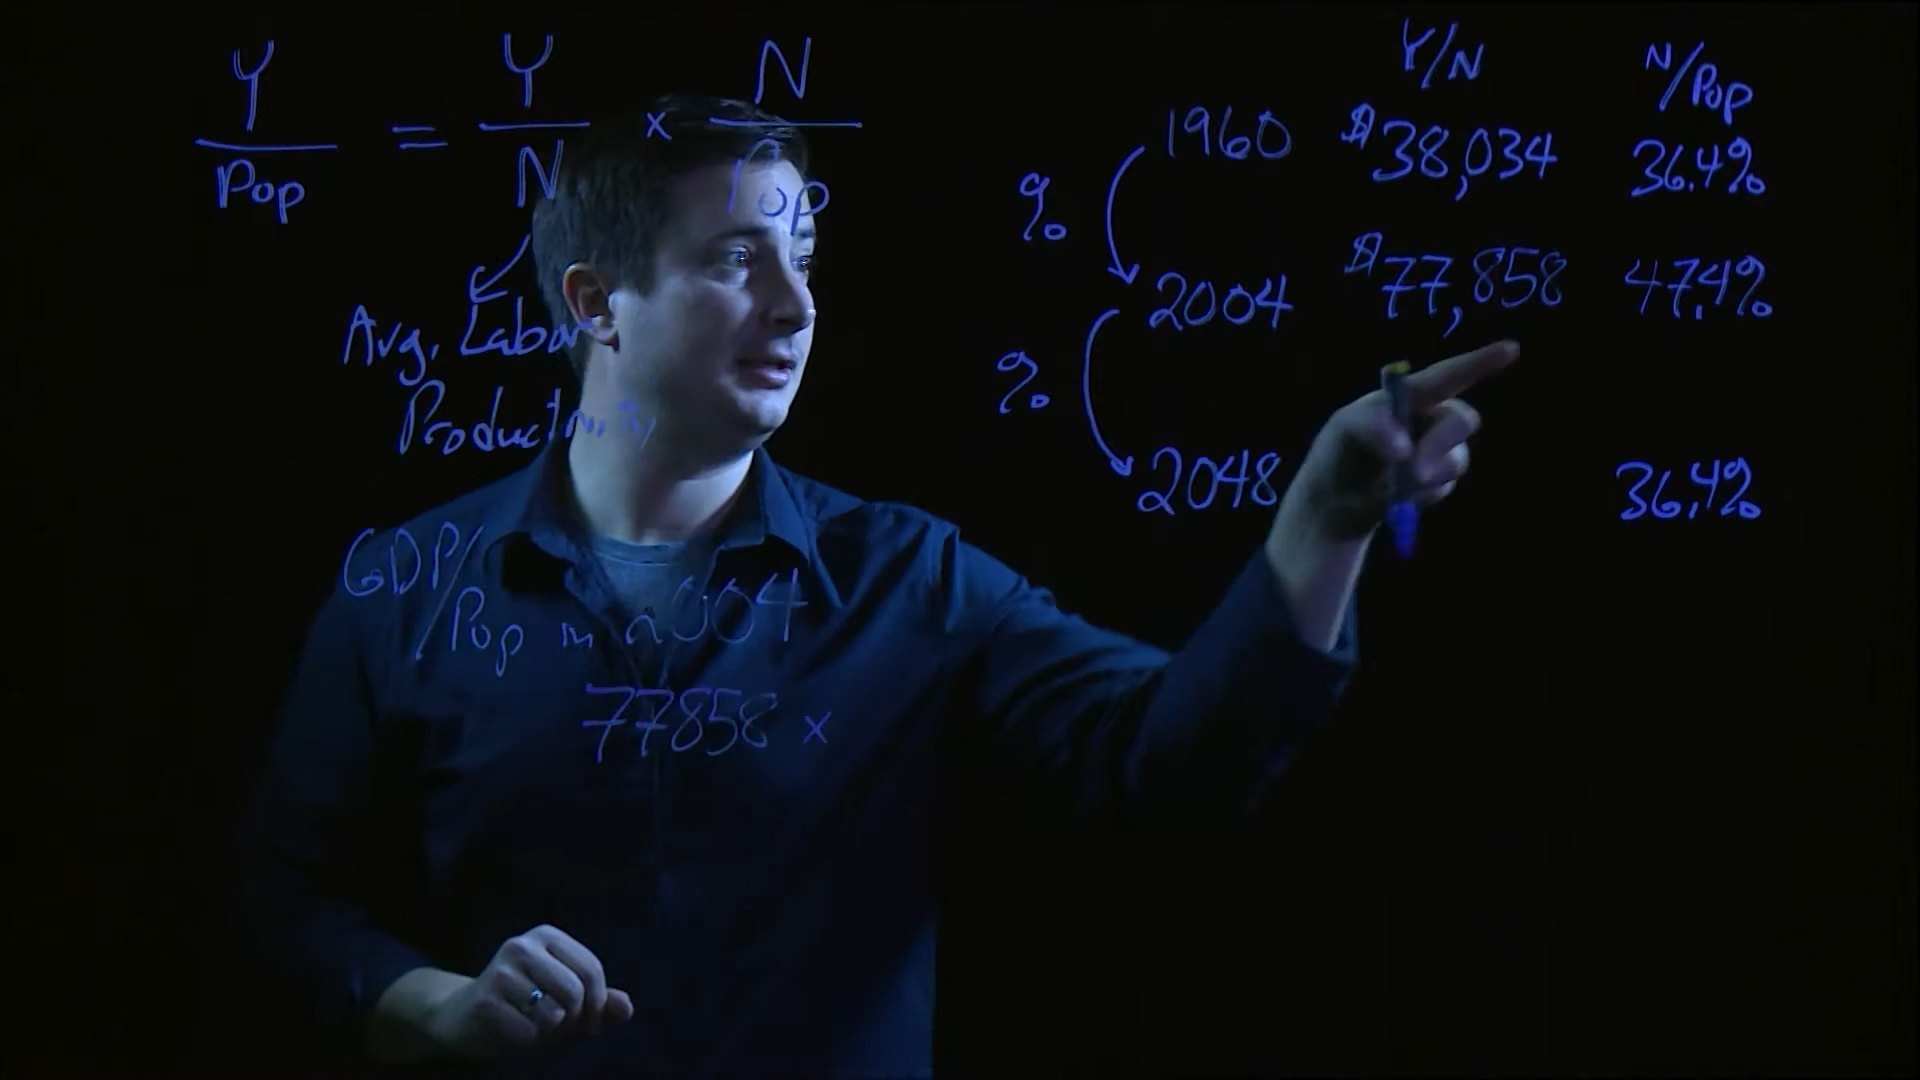 Y/Pop = Y/N × N/Pop
Avg. Labor
Productivity
GDP/Pop in 2004
77858 ×
Y/N N/Pop
1960 $38,034 36.4%
%
2004 $77,858 47.4%
%
2048 36.4%